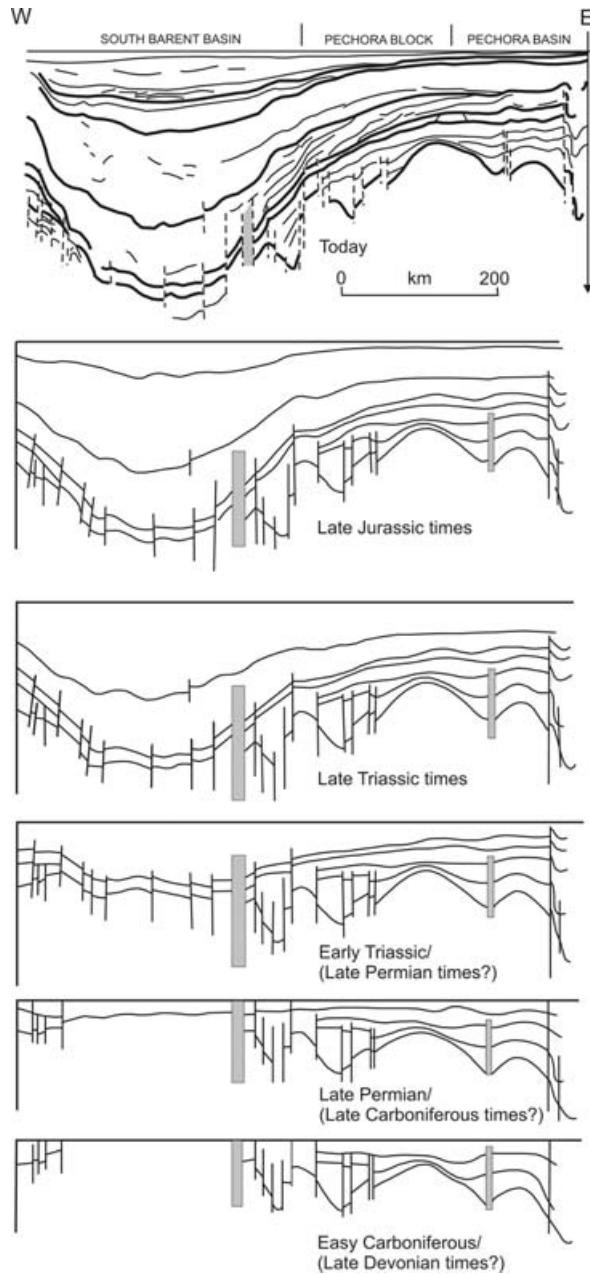 W E
SOUTH BARENT BASIN | PECHORA BLOCK | PECHORA BASIN
Today
0 km 200
Late Jurassic times
Late Triassic times
Early Triassic/
(Late Permian times?)
Late Permian/
(Late Carboniferous times?)
Easy Carboniferous/
(Late Devonian times?)